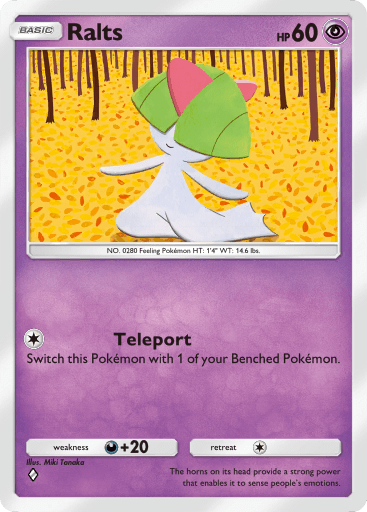 BASIC Ralts HP 60
NO. 0280 Feeling Pokémon HT: 1'4" WT: 14.6 lbs.
Teleport
Switch this Pokémon with 1 of your Benched Pokémon.
weakness +20 retreat
Illus. Miki Tanaka
The horns on its head provide a strong power
that enables it to sense people's emotions.